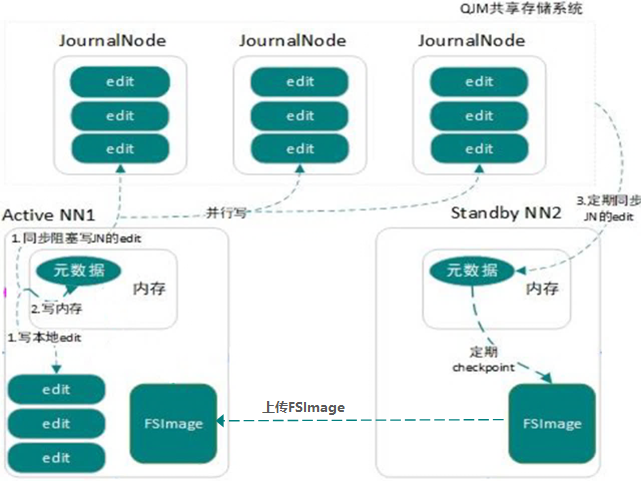 QJM共享存储系统
JournalNode
JournalNode
JournalNode
edit
edit
edit
edit
edit
edit
edit
edit
edit
并行写
3.定期同步
JN的edit
Active NN1
Standby NN2
1.同步阻塞写JN的edit
元数据
内存
2.写内存
1.写本地edit
edit
edit
edit
FSImage
元数据
内存
定期
checkpoint
上传FSImage
FSImage